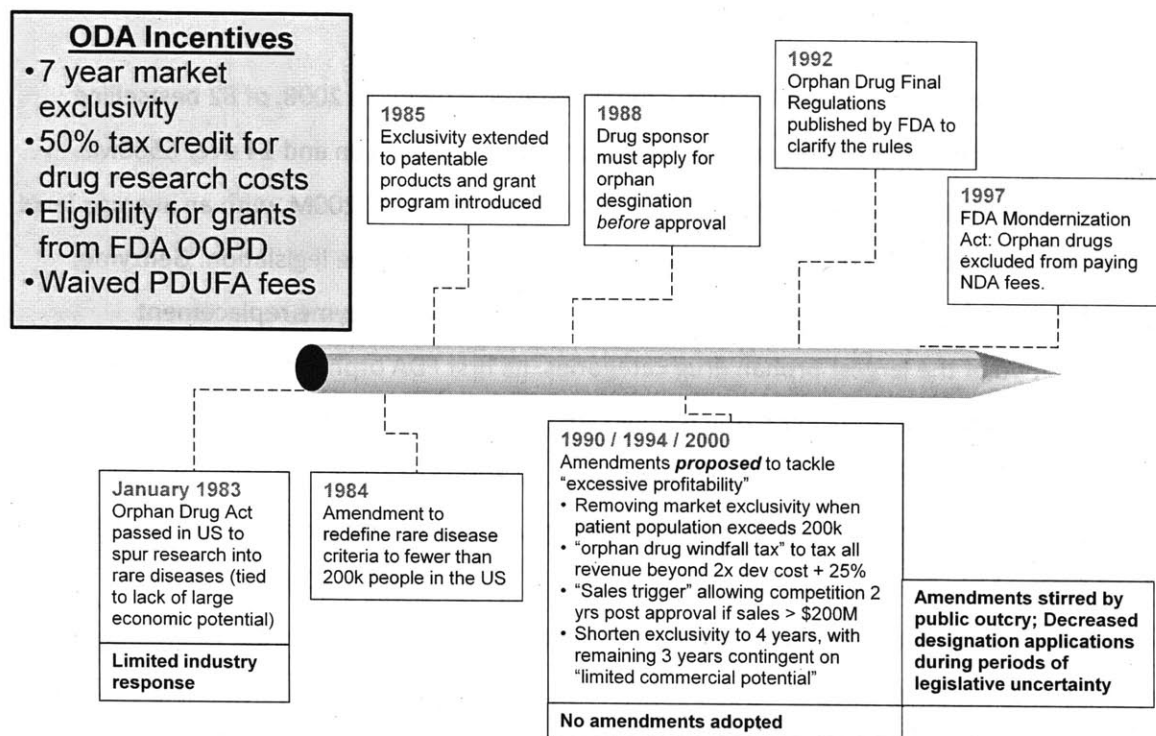 ODA Incentives
• 7 year market
exclusivity
• 50% tax credit for
drug research costs
• Eligibility for grants
from FDA OOPD
• Waived PDUFA fees
1985
Exclusivity extended
to patentable
products and grant
program introduced
1988
Drug sponsor
must apply for
orphan
desgination
before approval
1992
Orphan Drug Final
Regulations
published by FDA to
clarify the rules
1997
FDA Mondernization
Act: Orphan drugs
excluded from paying
NDA fees.
January 1983
Orphan Drug Act
passed in US to
spur research into
rare diseases (tied
to lack of large
economic potential)
Limited industry
response
1984
Amendment to
redefine rare disease
criteria to fewer than
200k people in the US
1990 / 1994 / 2000
Amendments proposed to tackle
“excessive profitability”
• Removing market exclusivity when
patient population exceeds 200k
• “orphan drug windfall tax” to tax all
revenue beyond 2x dev cost + 25%
• “Sales trigger” allowing competition 2
yrs post approval if sales > $200M
• Shorten exclusivity to 4 years, with
remaining 3 years contingent on
“limited commercial potential”
No amendments adopted
Amendments stirred by
public outcry; Decreased
designation applications
during periods of
legislative uncertainty